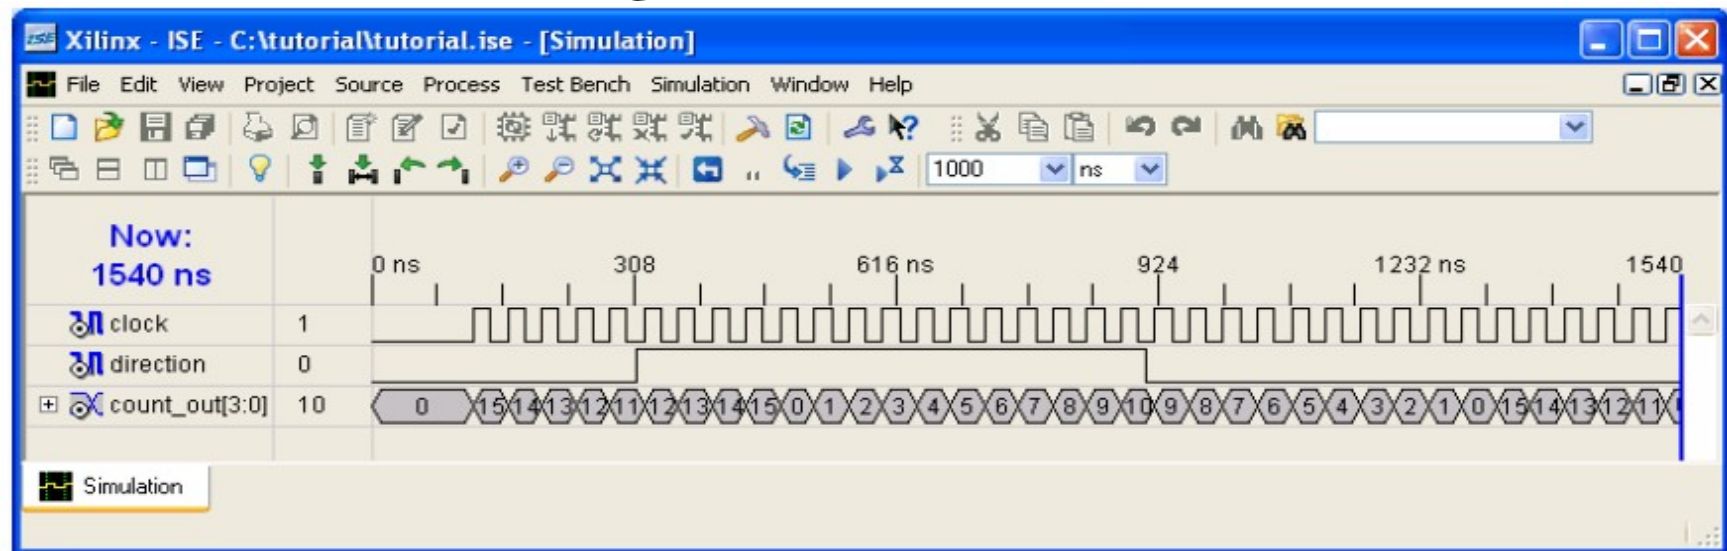 ISE Xilinx - ISE - C:\tutorial\tutorial.ise - [Simulation]
File Edit View Project Source Process Test Bench Simulation Window Help
1000 ns
Now:
1540 ns
0 ns 308 616 ns 924 1232 ns 1540
clock 1
direction 0
count_out[3:0] 10 0 15 14 13 12 11 12 13 14 15 0 1 2 3 4 5 6 7 8 9 10 9 8 7 6 5 4 3 2 1 0 15 14 13 12 11
Simulation